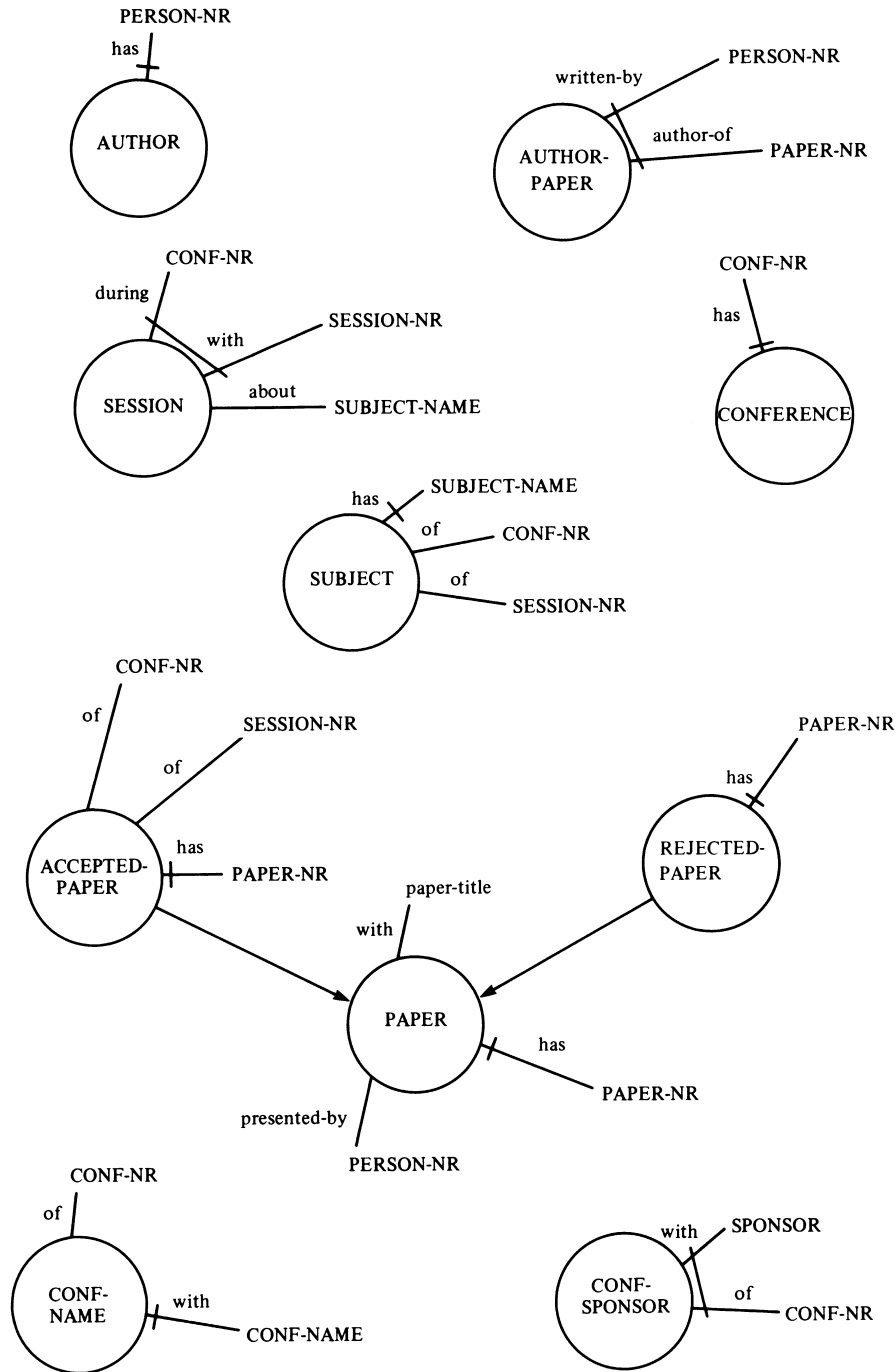 PERSON-NR
has
AUTHOR
PERSON-NR
written-by
author-of
PAPER-NR
AUTHOR-
PAPER
CONF-NR
during
SESSION-NR
with
about
SESSION
SUBJECT-NAME
CONF-NR
has
CONFERENCE
SUBJECT-NAME
has
of
CONF-NR
SUBJECT
of
SESSION-NR
CONF-NR
of
SESSION-NR
of
has
ACCEPTED-
PAPER
PAPER-NR
PAPER-NR
has
REJECTED-
PAPER
paper-title
with
PAPER
has
PAPER-NR
presented-by
PERSON-NR
CONF-NR
of
CONF-
NAME
with
CONF-NAME
SPONSOR
with
CONF-
SPONSOR
of
CONF-NR